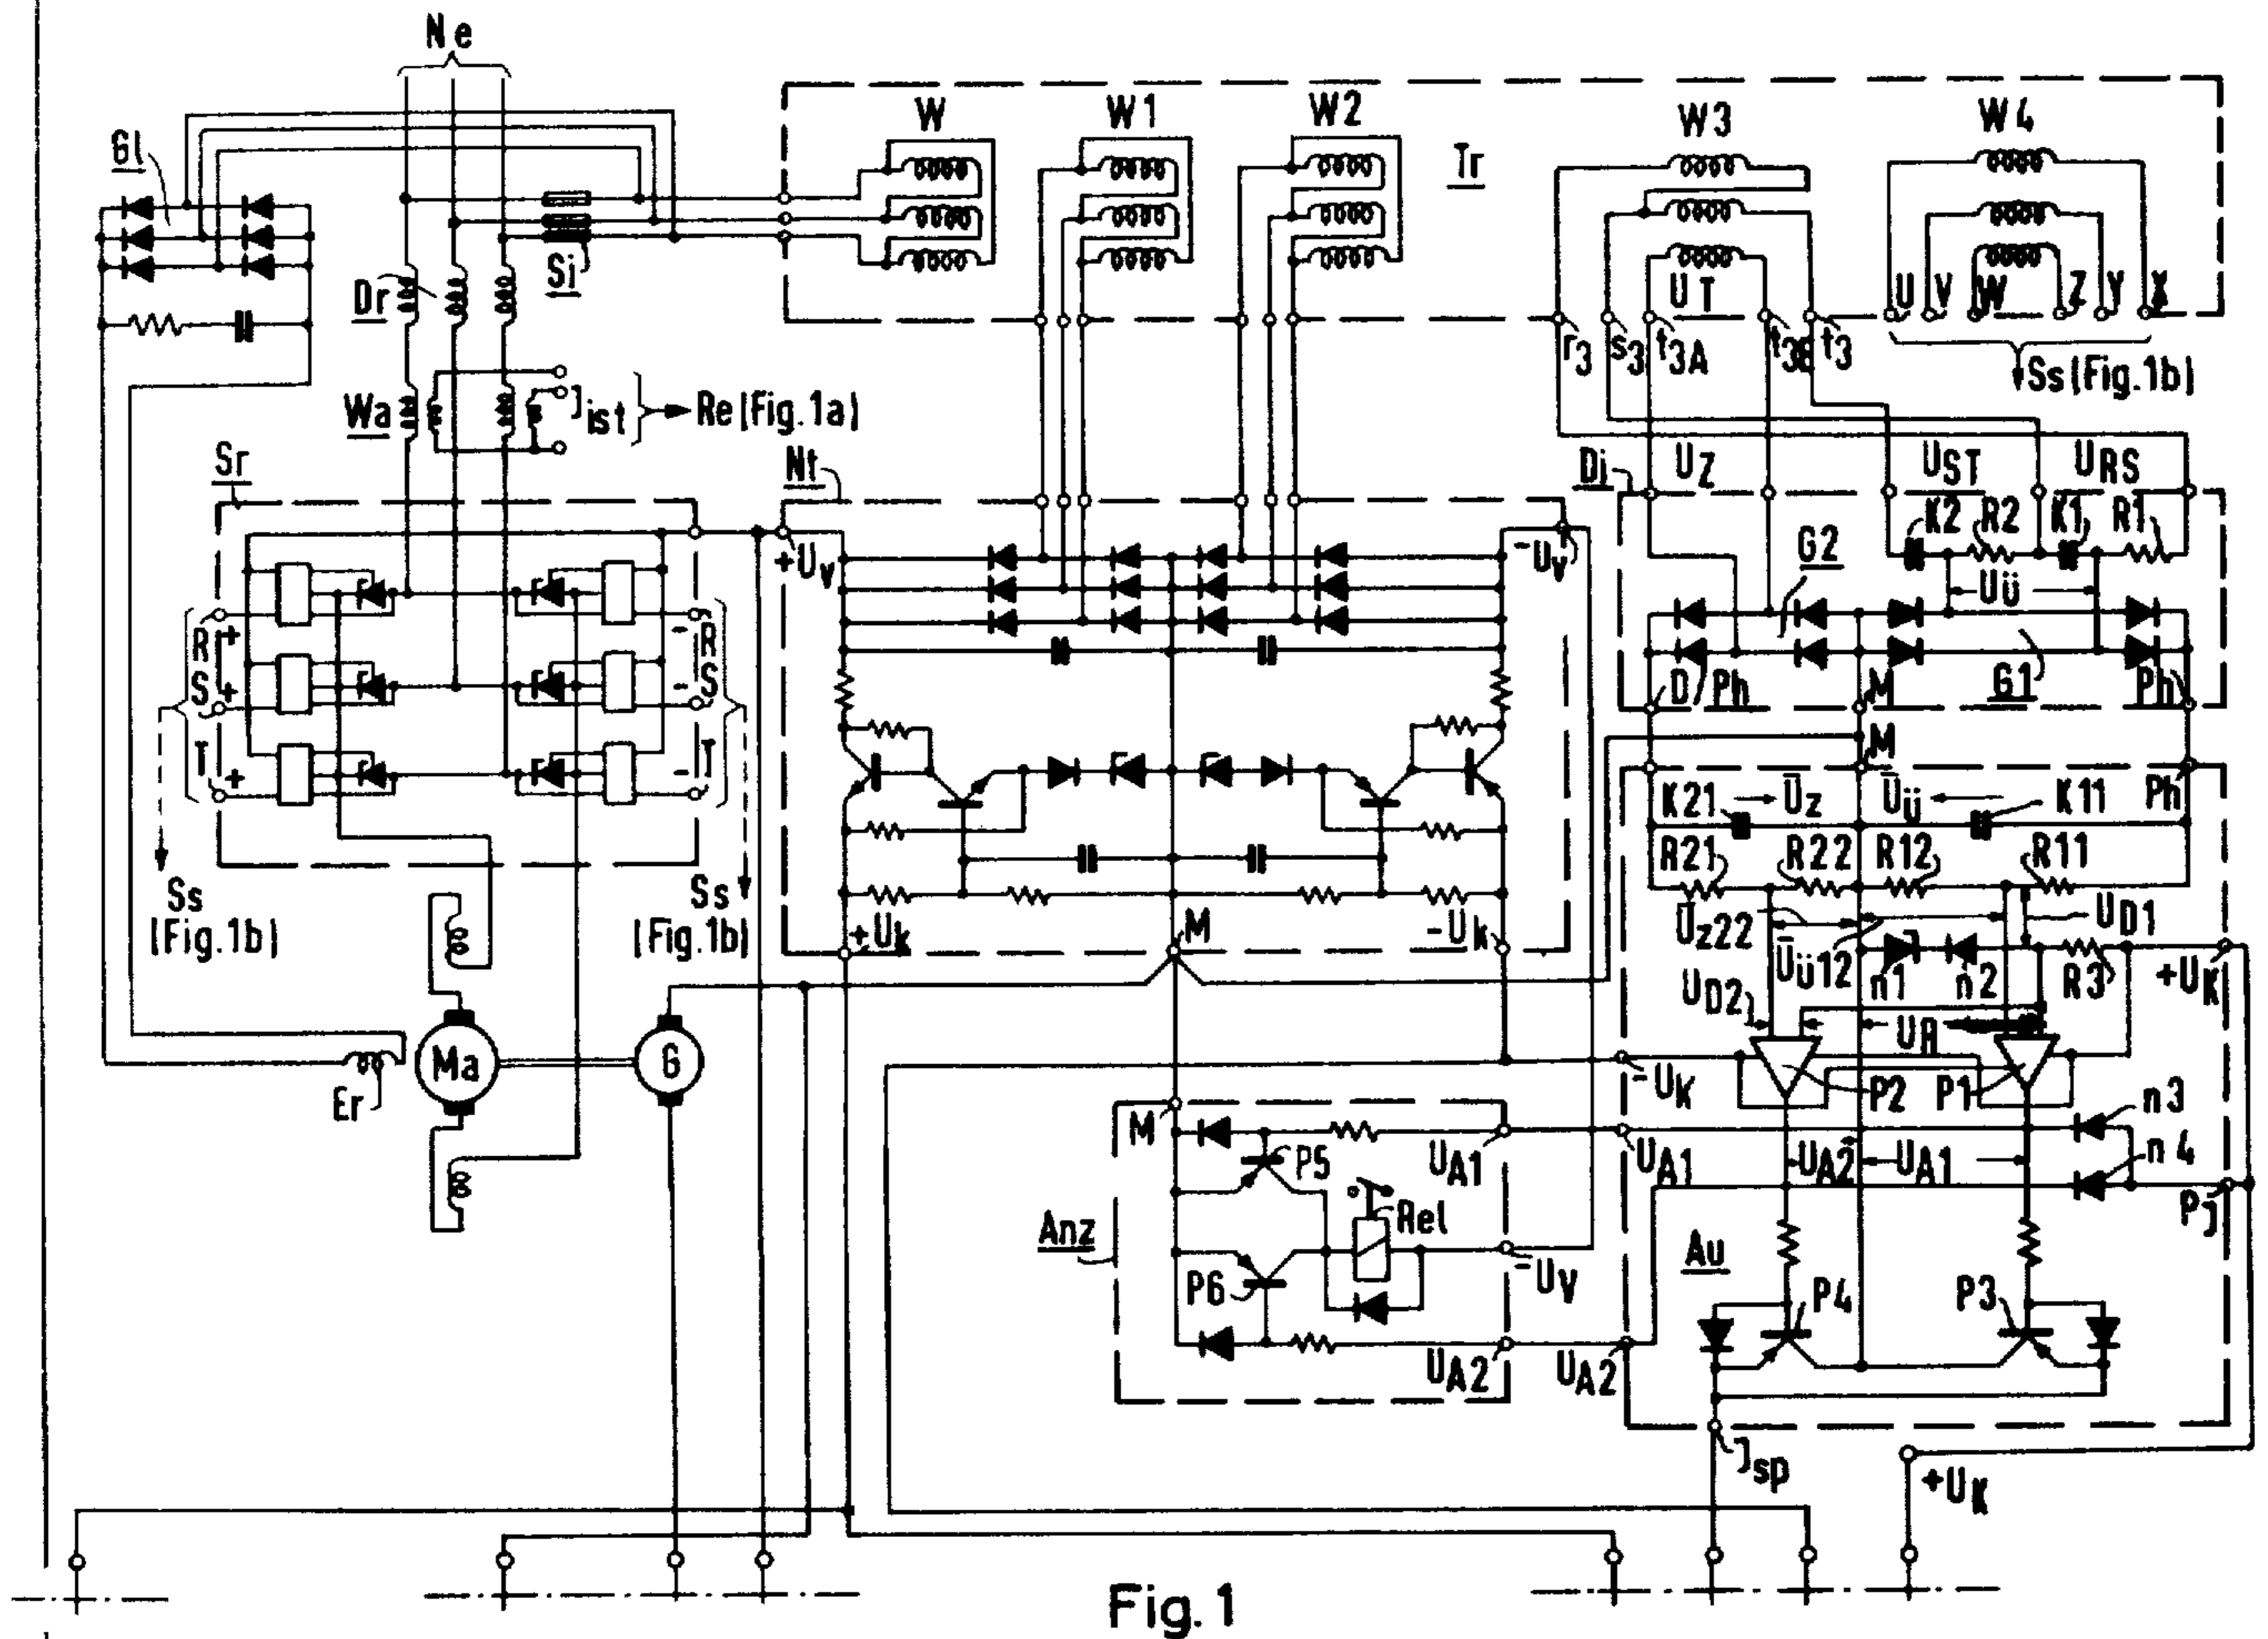 Ne
W
W1
W2
W3
W4
Gl
Tr
Si
Dr
UT
U V W Z Y X
r3 s3 t3A t3B t3
Ss (Fig.1b)
Wa
Jist
Re (Fig.1a)
Sr
Nt
Dj
UZ
UST
URS
K2 R2 K1 R1
+Uv
-Uv
G2
Uü
R +
- R
S +
- S
T +
- T
D
Ph
M
G1
Ph
M
K21
Ūz
Ūü
K11
Ph
R21
R22
R12
R11
Ss
(Fig.1b)
Ss
(Fig.1b)
+Uk
M
-Uk
Ūz22
Ūü12
UD1
n1
n2
R3
+UK
UD2
UA
Ma
G
Er
-UK
P2
P1
n3
M
P5
UA1
UA1
UA2
UA1
n4
Rel
Pj
Anz
Au
P6
-UV
P4
P3
UA2
UA2
Jsp
+UK
Fig. 1